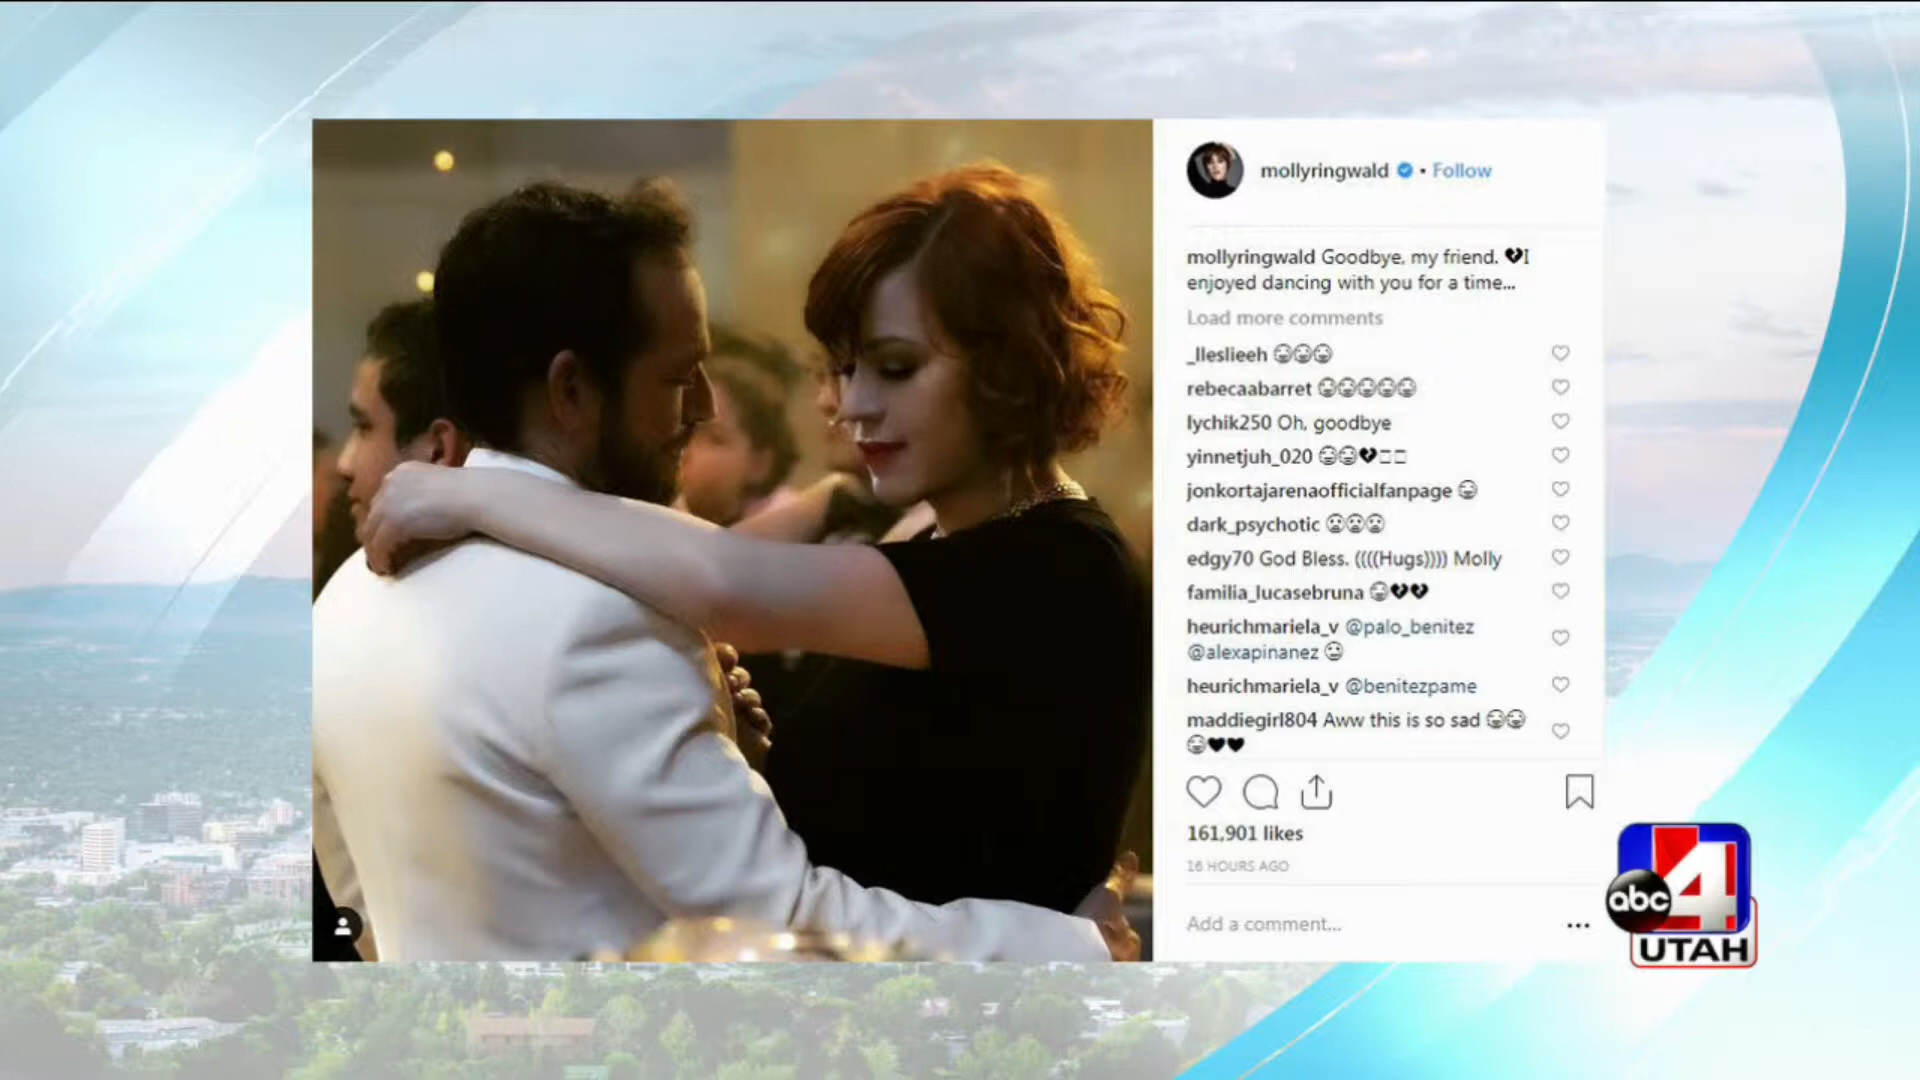 mollyringwald • Follow
mollyringwald Goodbye, my friend. 💔I
enjoyed dancing with you for a time...
Load more comments
_lleslieeh
rebecaabarret
lychik250 Oh, goodbye
yinnetjuh_020 💔
jonkortajarenaofficialfanpage
dark_psychotic
edgy70 God Bless. ((((Hugs)))) Molly
familia_lucasebruna 💔💔
heurichmariela_v @palo_benitez
@alexapinanez
heurichmariela_v @benitezpame
maddiegirl804 Aww this is so sad
161,901 likes
16 HOURS AGO
Add a comment...
abc 4
UTAH